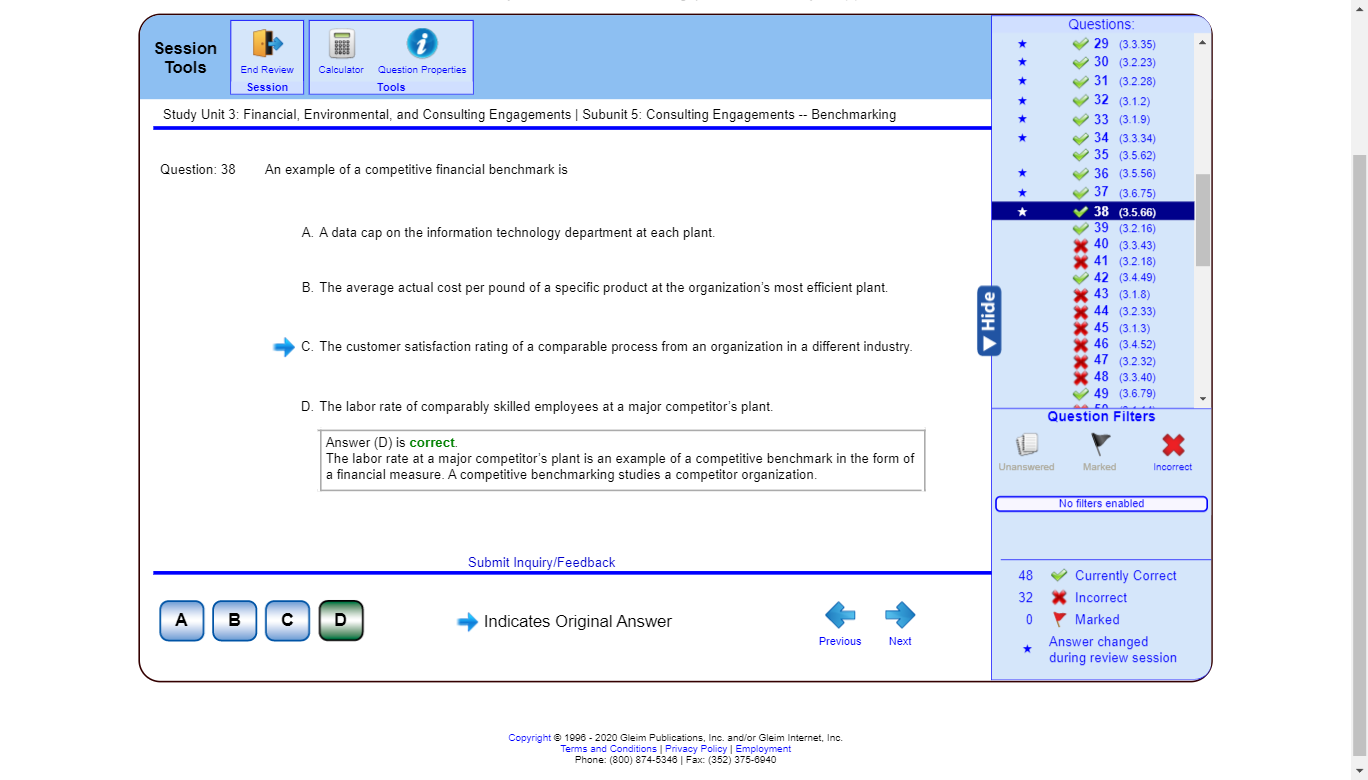 Session
Tools
End Review
Session
Calculator
Question Properties
Tools
Study Unit 3: Financial, Environmental, and Consulting Engagements | Subunit 5: Consulting Engagements -- Benchmarking
Question: 38 An example of a competitive financial benchmark is
A. A data cap on the information technology department at each plant.
B. The average actual cost per pound of a specific product at the organization's most efficient plant.
C. The customer satisfaction rating of a comparable process from an organization in a different industry.
D. The labor rate of comparably skilled employees at a major competitor's plant.
Answer (D) is correct.
The labor rate at a major competitor's plant is an example of a competitive benchmark in the form of
a financial measure. A competitive benchmarking studies a competitor organization.
Submit Inquiry/Feedback
A B C D
Indicates Original Answer
Previous
Next
Hide
Questions:
29 (3.3.35)
30 (3.2.23)
31 (3.2.28)
32 (3.1.2)
33 (3.1.9)
34 (3.3.34)
35 (3.5.62)
36 (3.5.56)
37 (3.6.75)
38 (3.5.66)
39 (3.2.16)
40 (3.3.43)
41 (3.2.18)
42 (3.4.49)
43 (3.1.8)
44 (3.2.33)
45 (3.1.3)
46 (3.4.52)
47 (3.2.32)
48 (3.3.40)
49 (3.6.79)
Question Filters
Unanswered
Marked
Incorrect
No filters enabled
48 Currently Correct
32 Incorrect
0 Marked
Answer changed
during review session
Copyright © 1996 - 2020 Gleim Publications, Inc. and/or Gleim Internet, Inc.
Terms and Conditions | Privacy Policy | Employment
Phone: (800) 874-5346 | Fax: (352) 375-6940